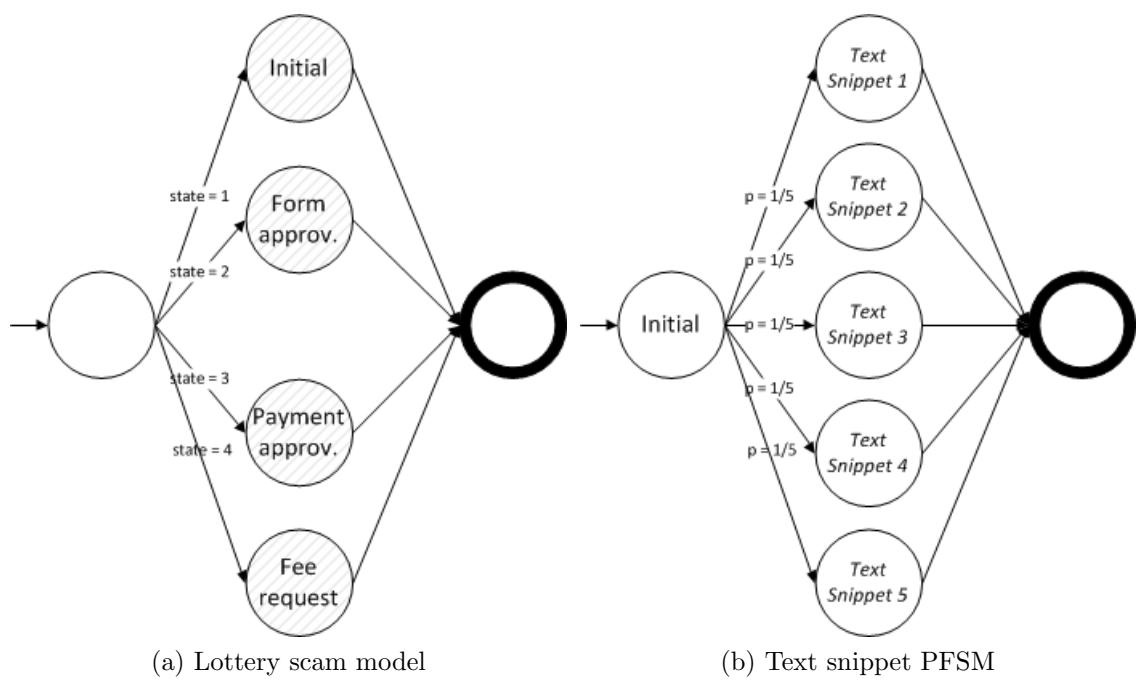 Initial
state = 1
Form
approv.
state = 2
state = 3
Payment
approv.
state = 4
Fee
request
(a) Lottery scam model
Text
Snippet 1
p = 1/5
Text
Snippet 2
p = 1/5
Initial
p = 1/5
Text
Snippet 3
p = 1/5
Text
Snippet 4
p = 1/5
Text
Snippet 5
(b) Text snippet PFSM